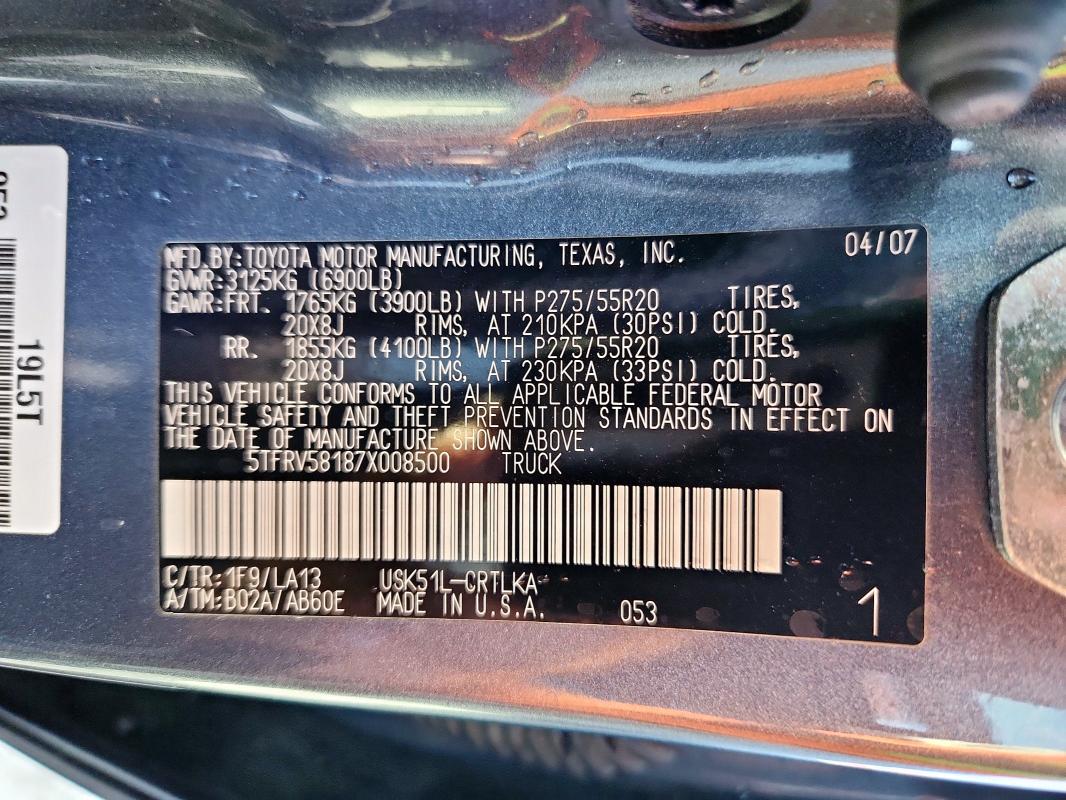 MFD.BY:TOYOTA MOTOR MANUFACTURING, TEXAS, INC. 04/07
GVWR:3125KG (6900LB)
GAWR:FRT. 1765KG (3900LB) WITH P275/55R20 TIRES,
20X8J RIMS, AT 210KPA (30PSI) COLD.
RR. 1855KG (4100LB) WITH P275/55R20 TIRES,
20X8J RIMS, AT 230KPA (33PSI) COLD.
THIS VEHICLE CONFORMS TO ALL APPLICABLE FEDERAL MOTOR
VEHICLE SAFETY AND THEFT PREVENTION STANDARDS IN EFFECT ON
THE DATE OF MANUFACTURE SHOWN ABOVE.
5TFRV58187X008500 TRUCK
C/TR:1F9/LA13 USK51L-CRTLKA
A/TM:B02A/AB60E MADE IN U.S.A. 053 1
19L5T